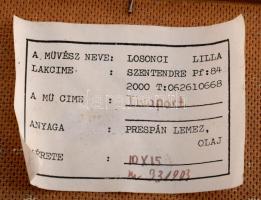 A MŰVÉSZ NEVE: LOSONCI LILLA
LAKCIME : SZENTENDRE Pf:84
2000 T:062610668
A MŰ CIME :
ANYAGA : PRESPÁN LEMEZ,
OLAJ
MÉRETE : 10X15